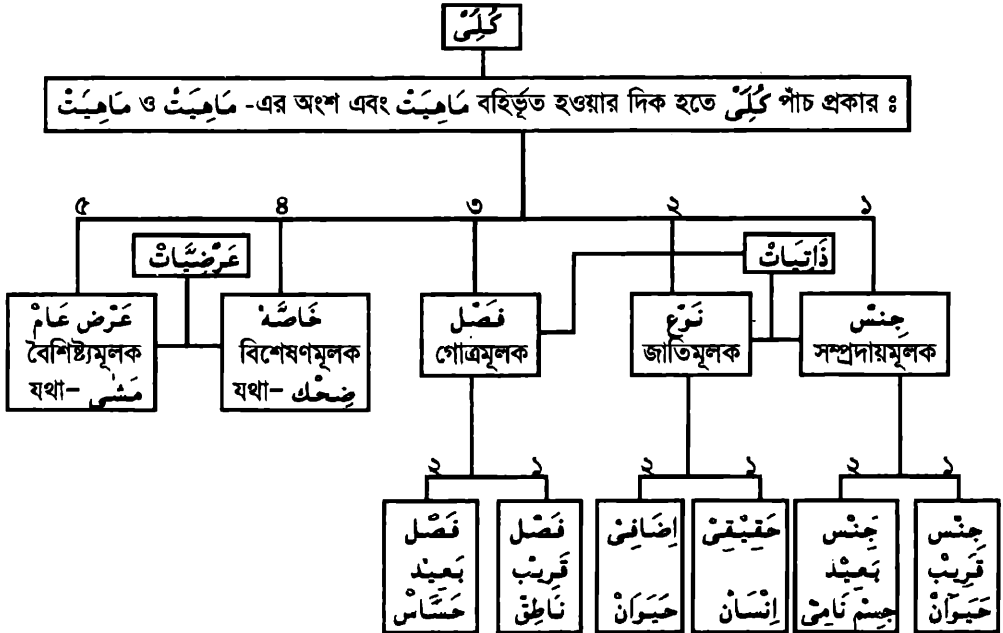 كُلِّىْ
مَاهِيَتْ ও مَاهِيَتْ -এর অংশ এবং مَاهِيَتْ বহির্ভূত হওয়ার দিক হতে كُلِّىْ পাঁচ প্রকার ঃ
৫ ৪ ৩ ২ ১
عَرْضِيَّاتْ
ذَاتِيَاتْ
عَرْض عَامْ
বৈশিষ্ট্যমূলক
যথা- مَشْى
خَاصَّهْ
বিশেষণমূলক
যথা- ضِحْك
فَصْل
গোত্রমূলক
نَوْع
জাতিমূলক
جِنْس
সম্প্রদায়মূলক
২ ১
২ ১
২ ১
فَصْل
بَعِيْد
حَسَّاسْ
فَصْل
قَرِيْب
نَاطِقْ
اِضَافِىْ
حَيَوَانْ
حَقِيْقِىْ
اِنْسَانْ
جِنْس
بَعِيْد
جِسْم نَامِىْ
جِنْس
قَرِيْب
حَيَوَانْ